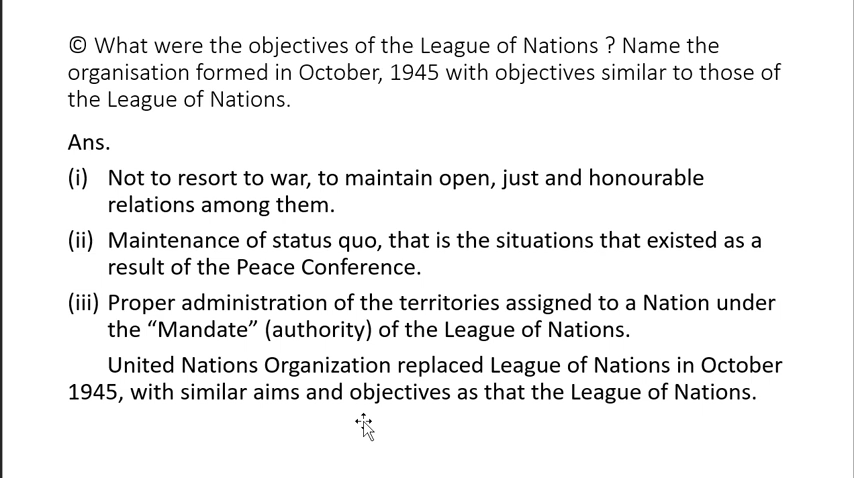 © What were the objectives of the League of Nations ? Name the
organisation formed in October, 1945 with objectives similar to those of
the League of Nations.
Ans.
(i) Not to resort to war, to maintain open, just and honourable
relations among them.
(ii) Maintenance of status quo, that is the situations that existed as a
result of the Peace Conference.
(iii) Proper administration of the territories assigned to a Nation under
the “Mandate” (authority) of the League of Nations.
United Nations Organization replaced League of Nations in October
1945, with similar aims and objectives as that the League of Nations.